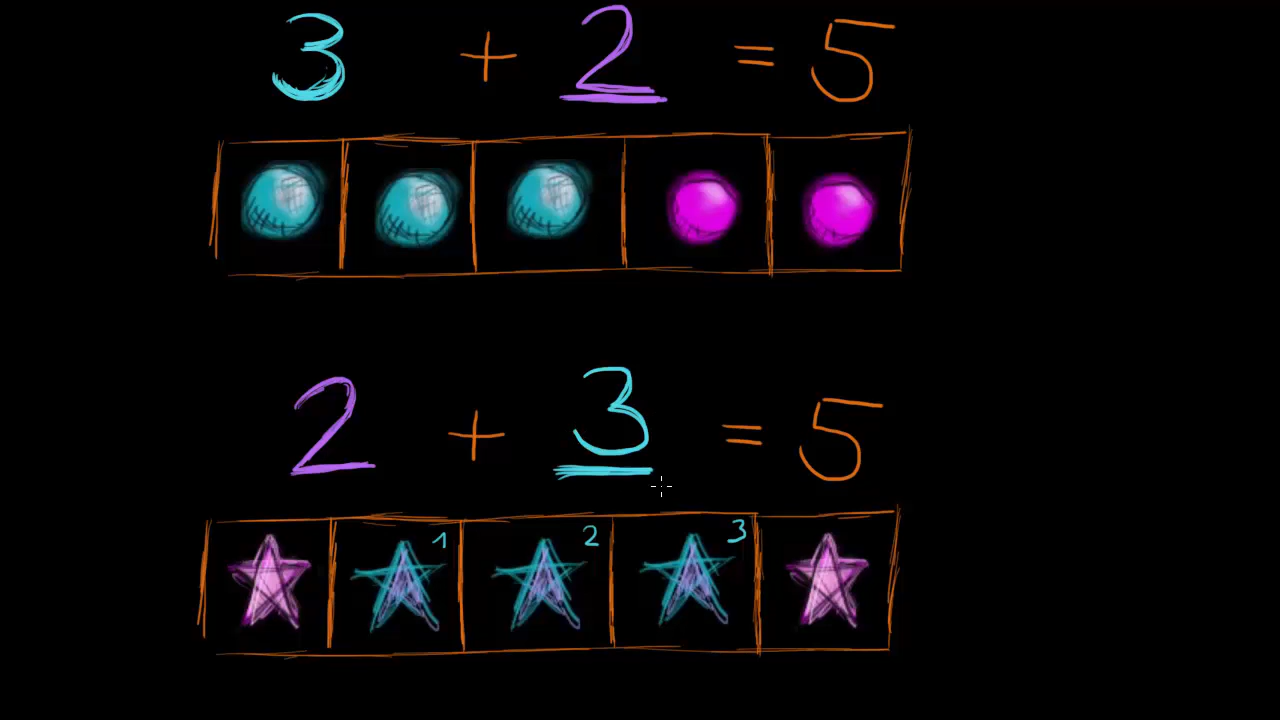 3 + 2 = 5
2 + 3 = 5
1 2 3